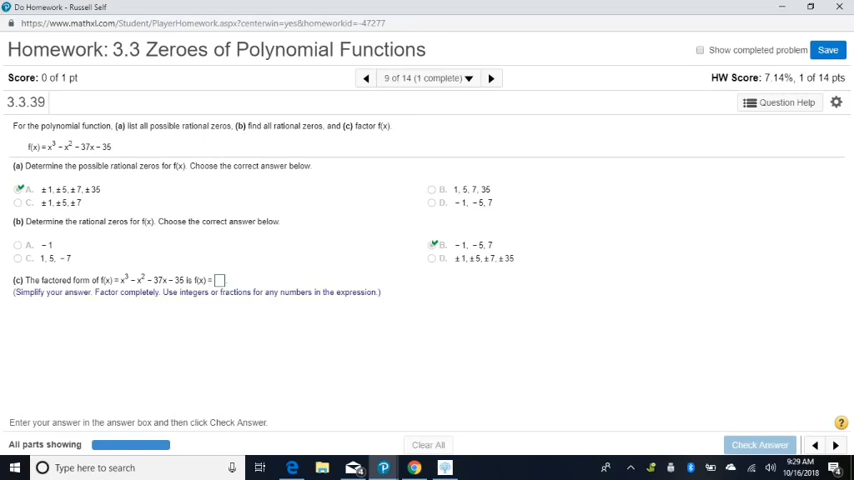 Do Homework - Russell Self
https://www.mathxl.com/Student/PlayerHomework.aspx?centerwin=yes&homeworkid=-47277
Homework: 3.3 Zeroes of Polynomial Functions
Show completed problem Save
Score: 0 of 1 pt 9 of 14 (1 complete) HW Score: 7.14%, 1 of 14 pts
3.3.39 Question Help
For the polynomial function, (a) list all possible rational zeros, (b) find all rational zeros, and (c) factor f(x).
f(x) = x³ − x² − 37x − 35
(a) Determine the possible rational zeros for f(x). Choose the correct answer below.
A. ± 1, ± 5, ± 7, ± 35 B. 1, 5, 7, 35
C. ± 1, ± 5, ± 7 D. − 1, − 5, 7
(b) Determine the rational zeros for f(x). Choose the correct answer below.
A. − 1 B. − 1, − 5, 7
C. 1, 5, − 7 D. ± 1, ± 5, ± 7, ± 35
(c) The factored form of f(x) = x³ − x² − 37x − 35 is f(x) = .
(Simplify your answer. Factor completely. Use integers or fractions for any numbers in the expression.)
Enter your answer in the answer box and then click Check Answer.
All parts showing Clear All Check Answer
Type here to search
9:29 AM
10/16/2018